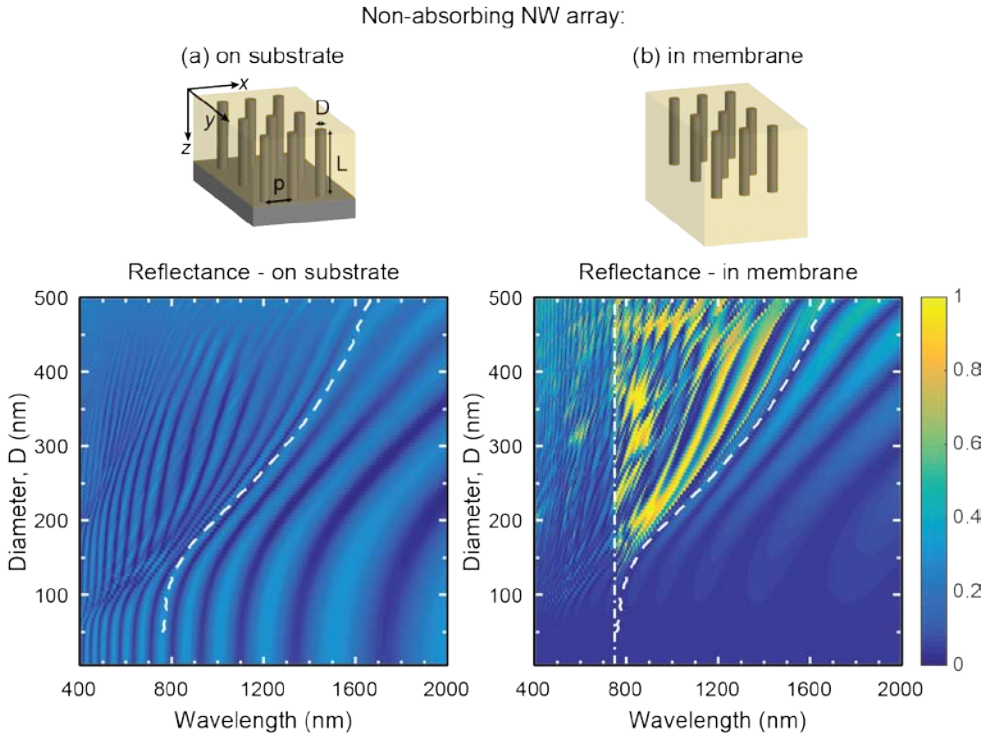 Non-absorbing NW array:
(a) on substrate
(b) in membrane
x
y
z
D
L
p
Reflectance - on substrate
Reflectance - in membrane
Diameter, D (nm)
500
400
300
200
100
400
800
1200
1600
2000
Wavelength (nm)
Diameter, D (nm)
500
400
300
200
100
400
800
1200
1600
2000
Wavelength (nm)
1
0.8
0.6
0.4
0.2
0